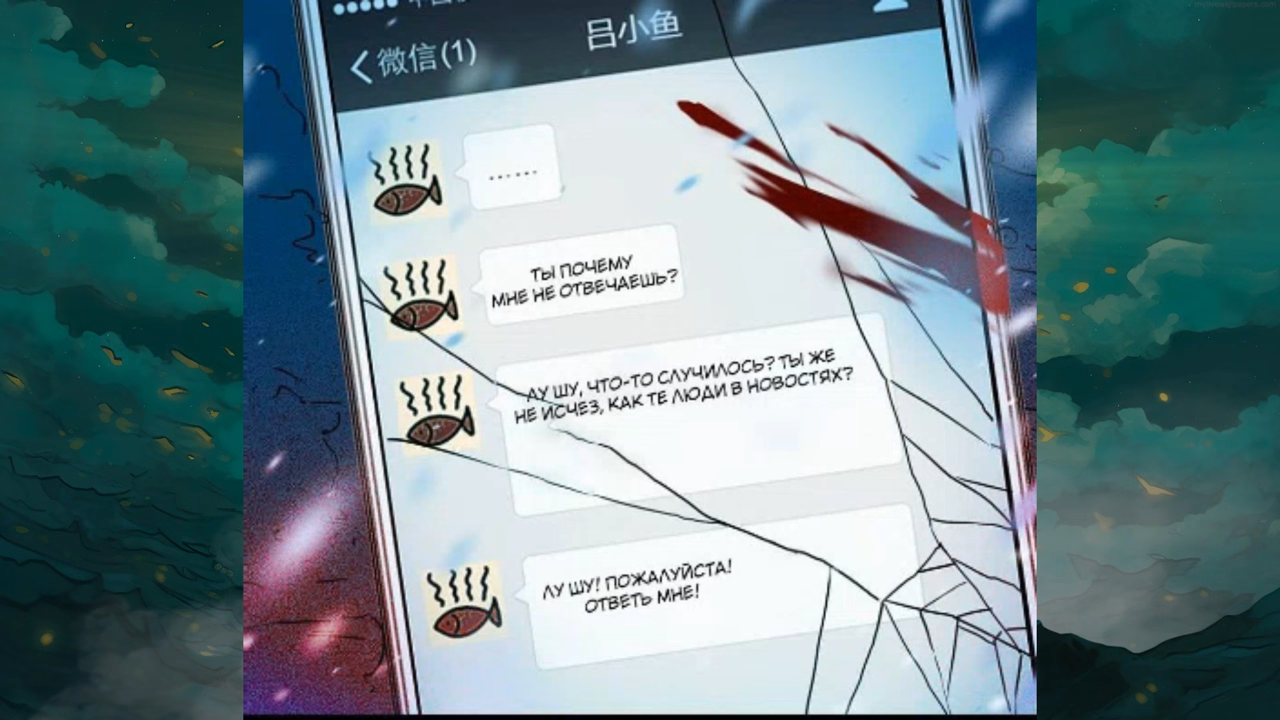 微信(1)
吕小鱼
......
ТЫ ПОЧЕМУ
МНЕ НЕ ОТВЕЧАЕШЬ?
ЛУ ШУ, ЧТО-ТО СЛУЧИЛОСЬ? ТЫ ЖЕ
НЕ ИСЧЕЗ, КАК ТЕ ЛЮДИ В НОВОСТЯХ?
ЛУ ШУ! ПОЖАЛУЙСТА!
ОТВЕТЬ МНЕ!